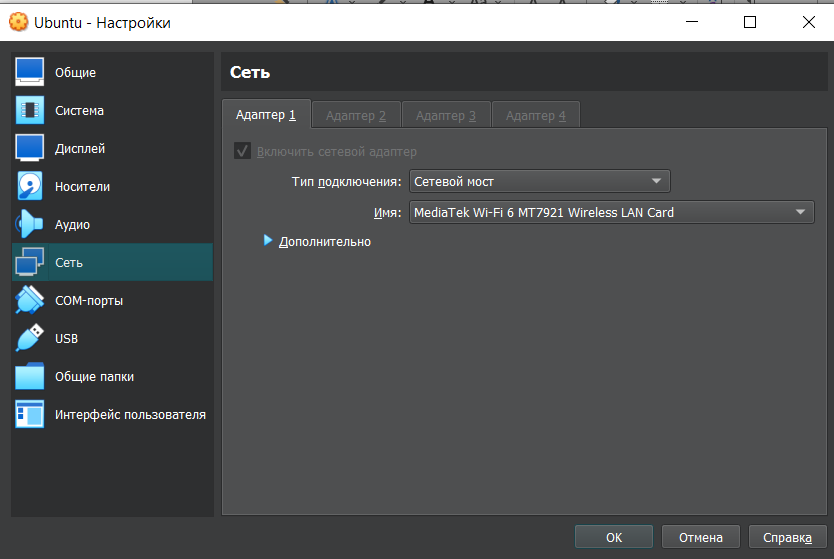 Ubuntu - Настройки
Общие
Система
Дисплей
Носители
Аудио
Сеть
COM-порты
USB
Общие папки
Интерфейс пользователя
Сеть
Адаптер 1 Адаптер 2 Адаптер 3 Адаптер 4
Включить сетевой адаптер
Тип подключения: Сетевой мост
Имя: MediaTek Wi-Fi 6 MT7921 Wireless LAN Card
Дополнительно
OK Отмена Справка